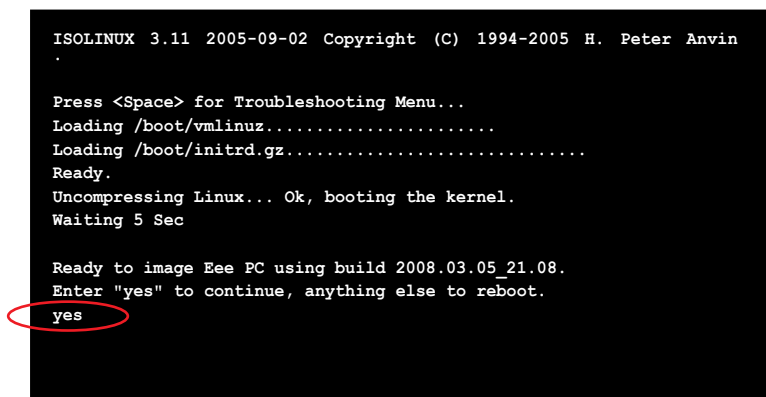 ISOLINUX 3.11 2005-09-02 Copyright (C) 1994-2005 H. Peter Anvin
.
Press <Space> for Troubleshooting Menu...
Loading /boot/vmlinuz.......................
Loading /boot/initrd.gz..............................
Ready.
Uncompressing Linux... Ok, booting the kernel.
Waiting 5 Sec
Ready to image Eee PC using build 2008.03.05_21.08.
Enter "yes" to continue, anything else to reboot.
yes